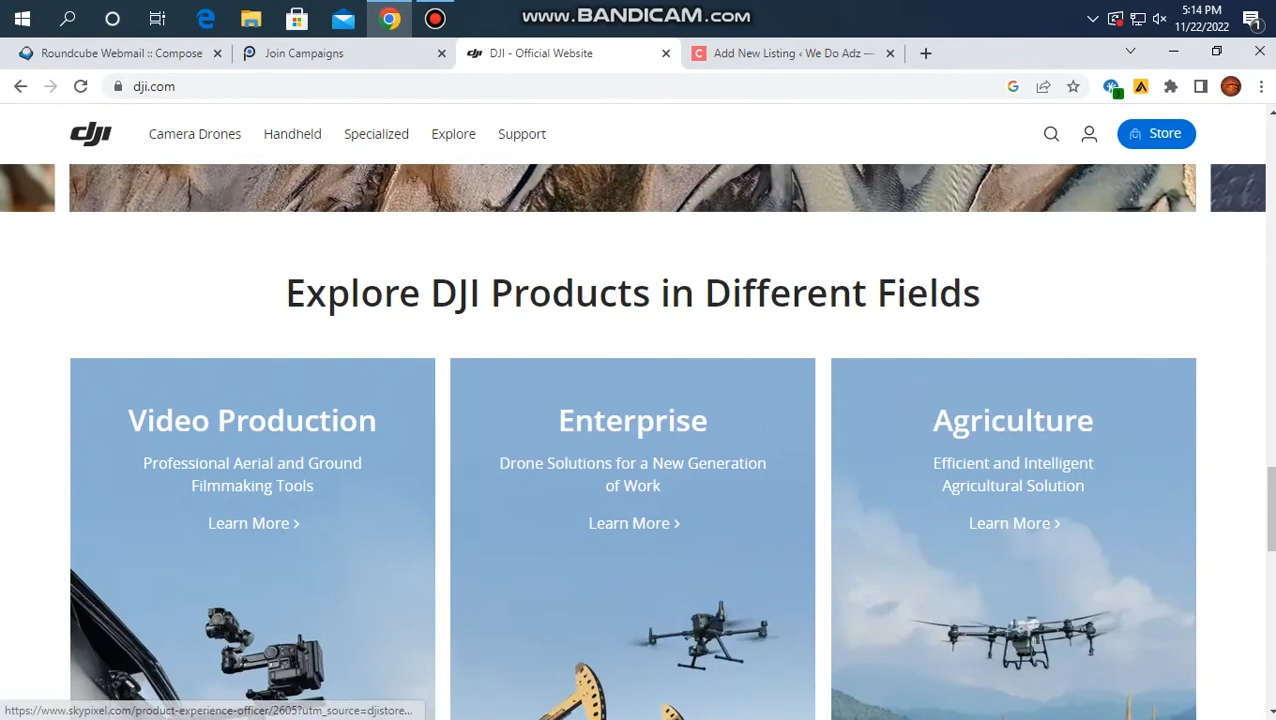 www.BANDICAM.com
5:14 PM
11/22/2022
1
Roundcube Webmail :: Compose
Join Campaigns
DJI - Official Website
Add New Listing ‹ We Do Adz —
dji.com
dji
Camera Drones
Handheld
Specialized
Explore
Support
Store
Explore DJI Products in Different Fields
Video Production
Professional Aerial and Ground
Filmmaking Tools
Learn More >
Enterprise
Drone Solutions for a New Generation
of Work
Learn More >
Agriculture
Efficient and Intelligent
Agricultural Solution
Learn More >
https://www.skypixel.com/product-experience-officer/2605?utm_source=djistore...